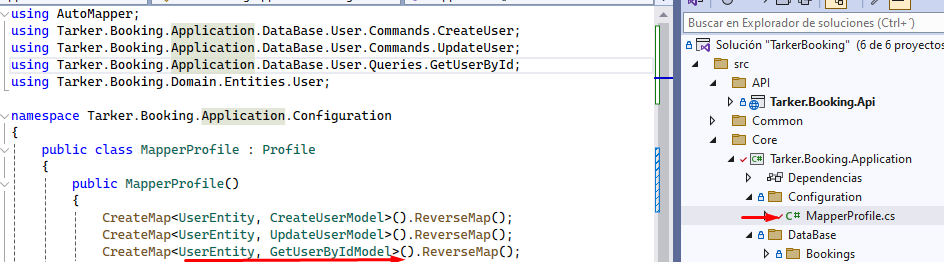 using AutoMapper;
using Tarker.Booking.Application.DataBase.User.Commands.CreateUser;
using Tarker.Booking.Application.DataBase.User.Commands.UpdateUser;
using Tarker.Booking.Application.DataBase.User.Queries.GetUserById;
using Tarker.Booking.Domain.Entities.User;
namespace Tarker.Booking.Application.Configuration
{
public class MapperProfile : Profile
{
public MapperProfile()
{
CreateMap<UserEntity, CreateUserModel>().ReverseMap();
CreateMap<UserEntity, UpdateUserModel>().ReverseMap();
CreateMap<UserEntity, GetUserByIdModel>().ReverseMap();
Buscar en Explorador de soluciones (Ctrl+´)
Solución "TarkerBooking" (6 de 6 proyectos
src
API
Tarker.Booking.Api
Common
Core
C# Tarker.Booking.Application
Dependencias
Configuration
C# MapperProfile.cs
DataBase
Bookings